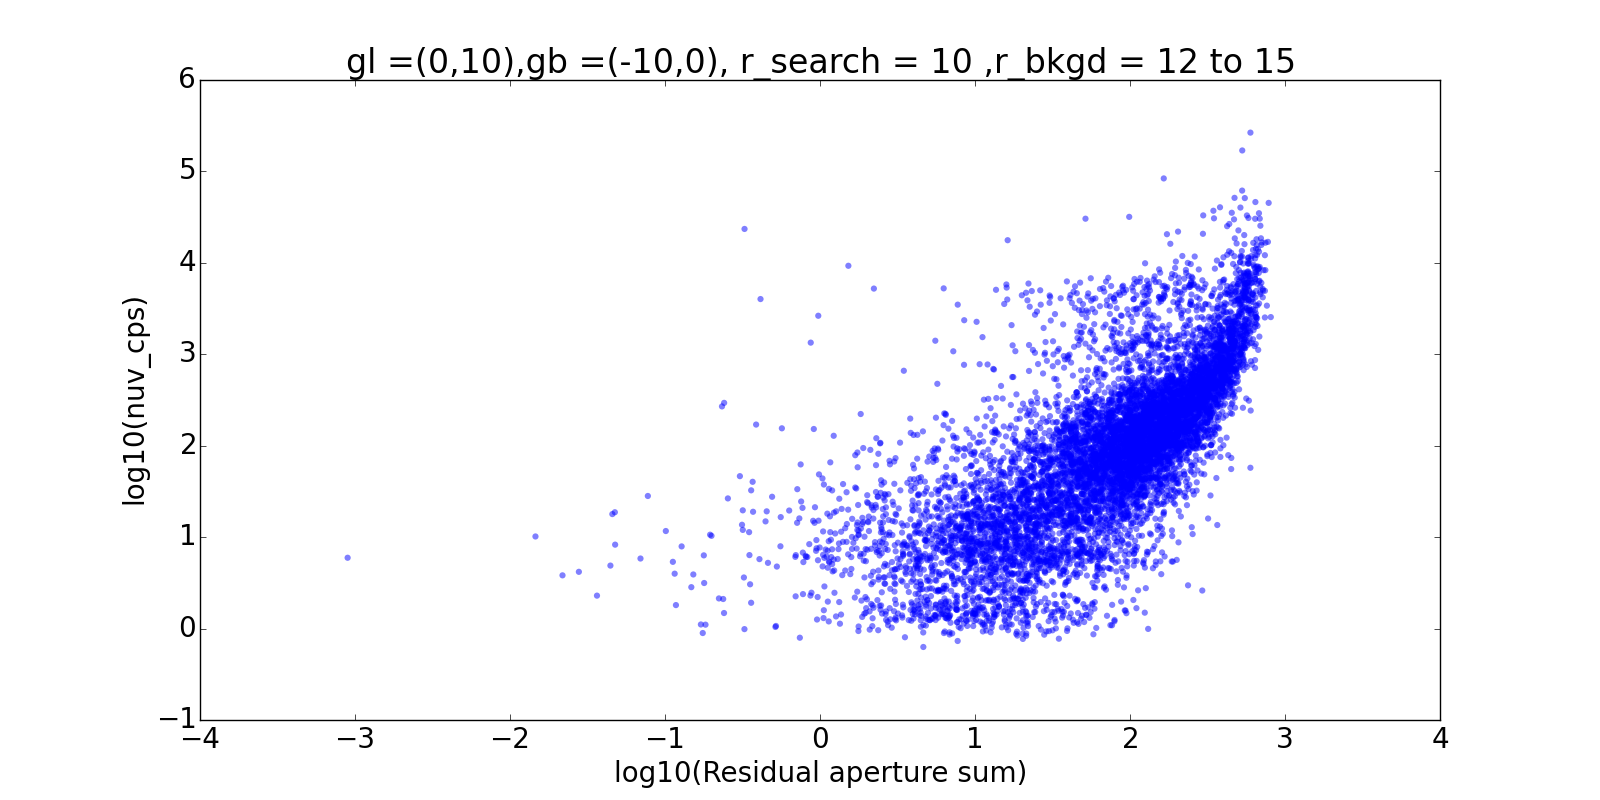 gl =(0,10),gb =(-10,0), r_search = 10 ,r_bkgd = 12 to 15
6
5
4
3
2
1
0
−1
log10(nuv_cps)
−4 −3 −2 −1 0 1 2 3 4
log10(Residual aperture sum)